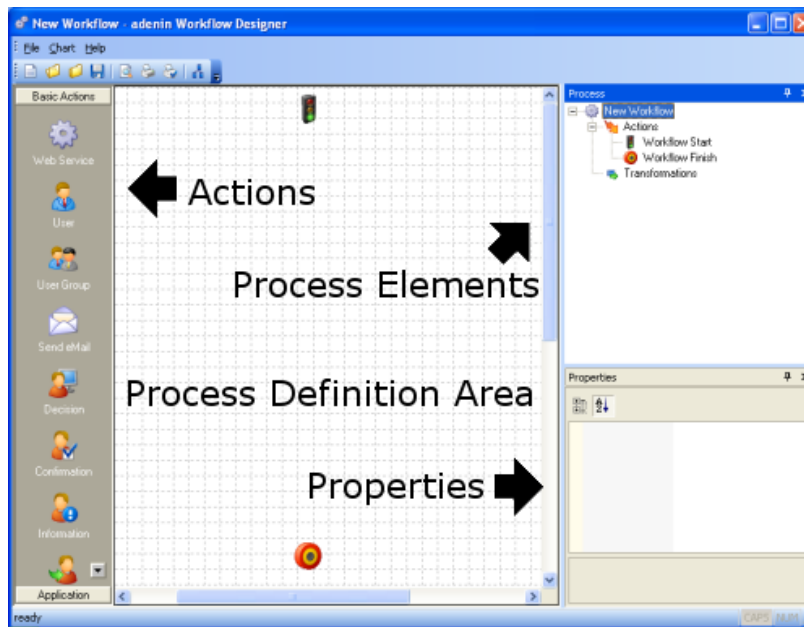 New Workflow - adenin Workflow Designer
File Chart Help
Basic Actions
Web Service
User
User Group
Send eMail
Decision
Confirmation
Information
Application
Actions
Process Elements
Process Definition Area
Properties
Process
New Workflow
Actions
Workflow Start
Workflow Finish
Transformations
Properties
ready
CAPS NUM